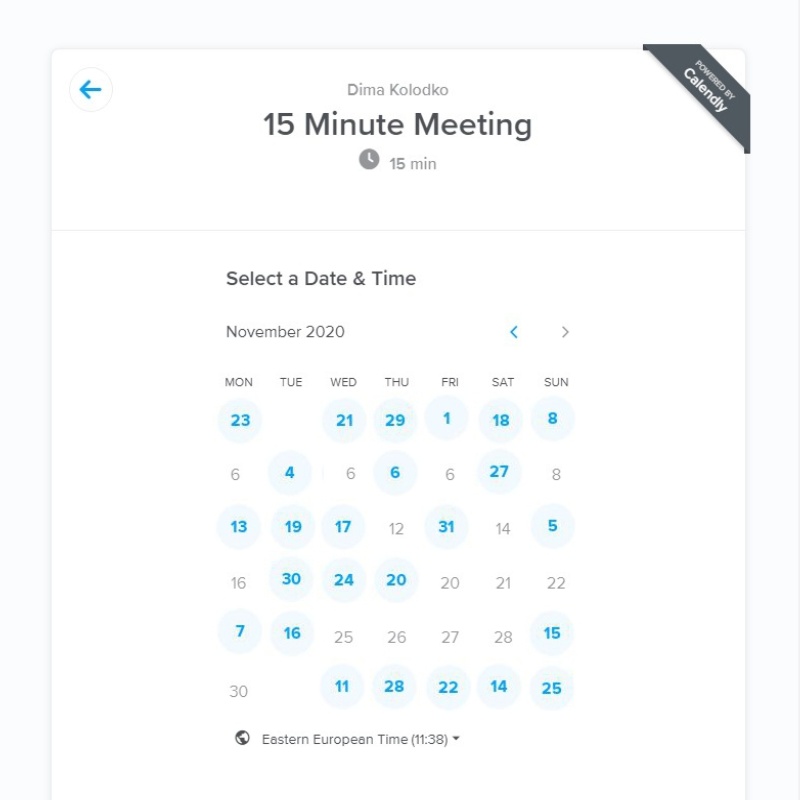 POWERED BY
Calendly
Dima Kolodko
15 Minute Meeting
15 min
Select a Date & Time
November 2020
MON TUE WED THU FRI SAT SUN
23 21 29 1 18 8
6 4 6 6 6 27 8
13 19 17 12 31 14 5
16 30 24 20 20 21 22
7 16 25 26 27 28 15
30 11 28 22 14 25
Eastern European Time (11:38)